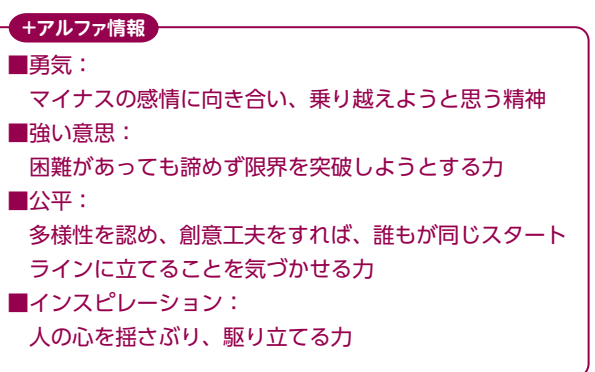 +アルファ情報
■勇気：
マイナスの感情に向き合い、乗り越えようと思う精神
■強い意思：
困難があっても諦めず限界を突破しようとする力
■公平：
多様性を認め、創意工夫をすれば、誰もが同じスタート
ラインに立てることを気づかせる力
■インスピレーション：
人の心を揺さぶり、駆り立てる力